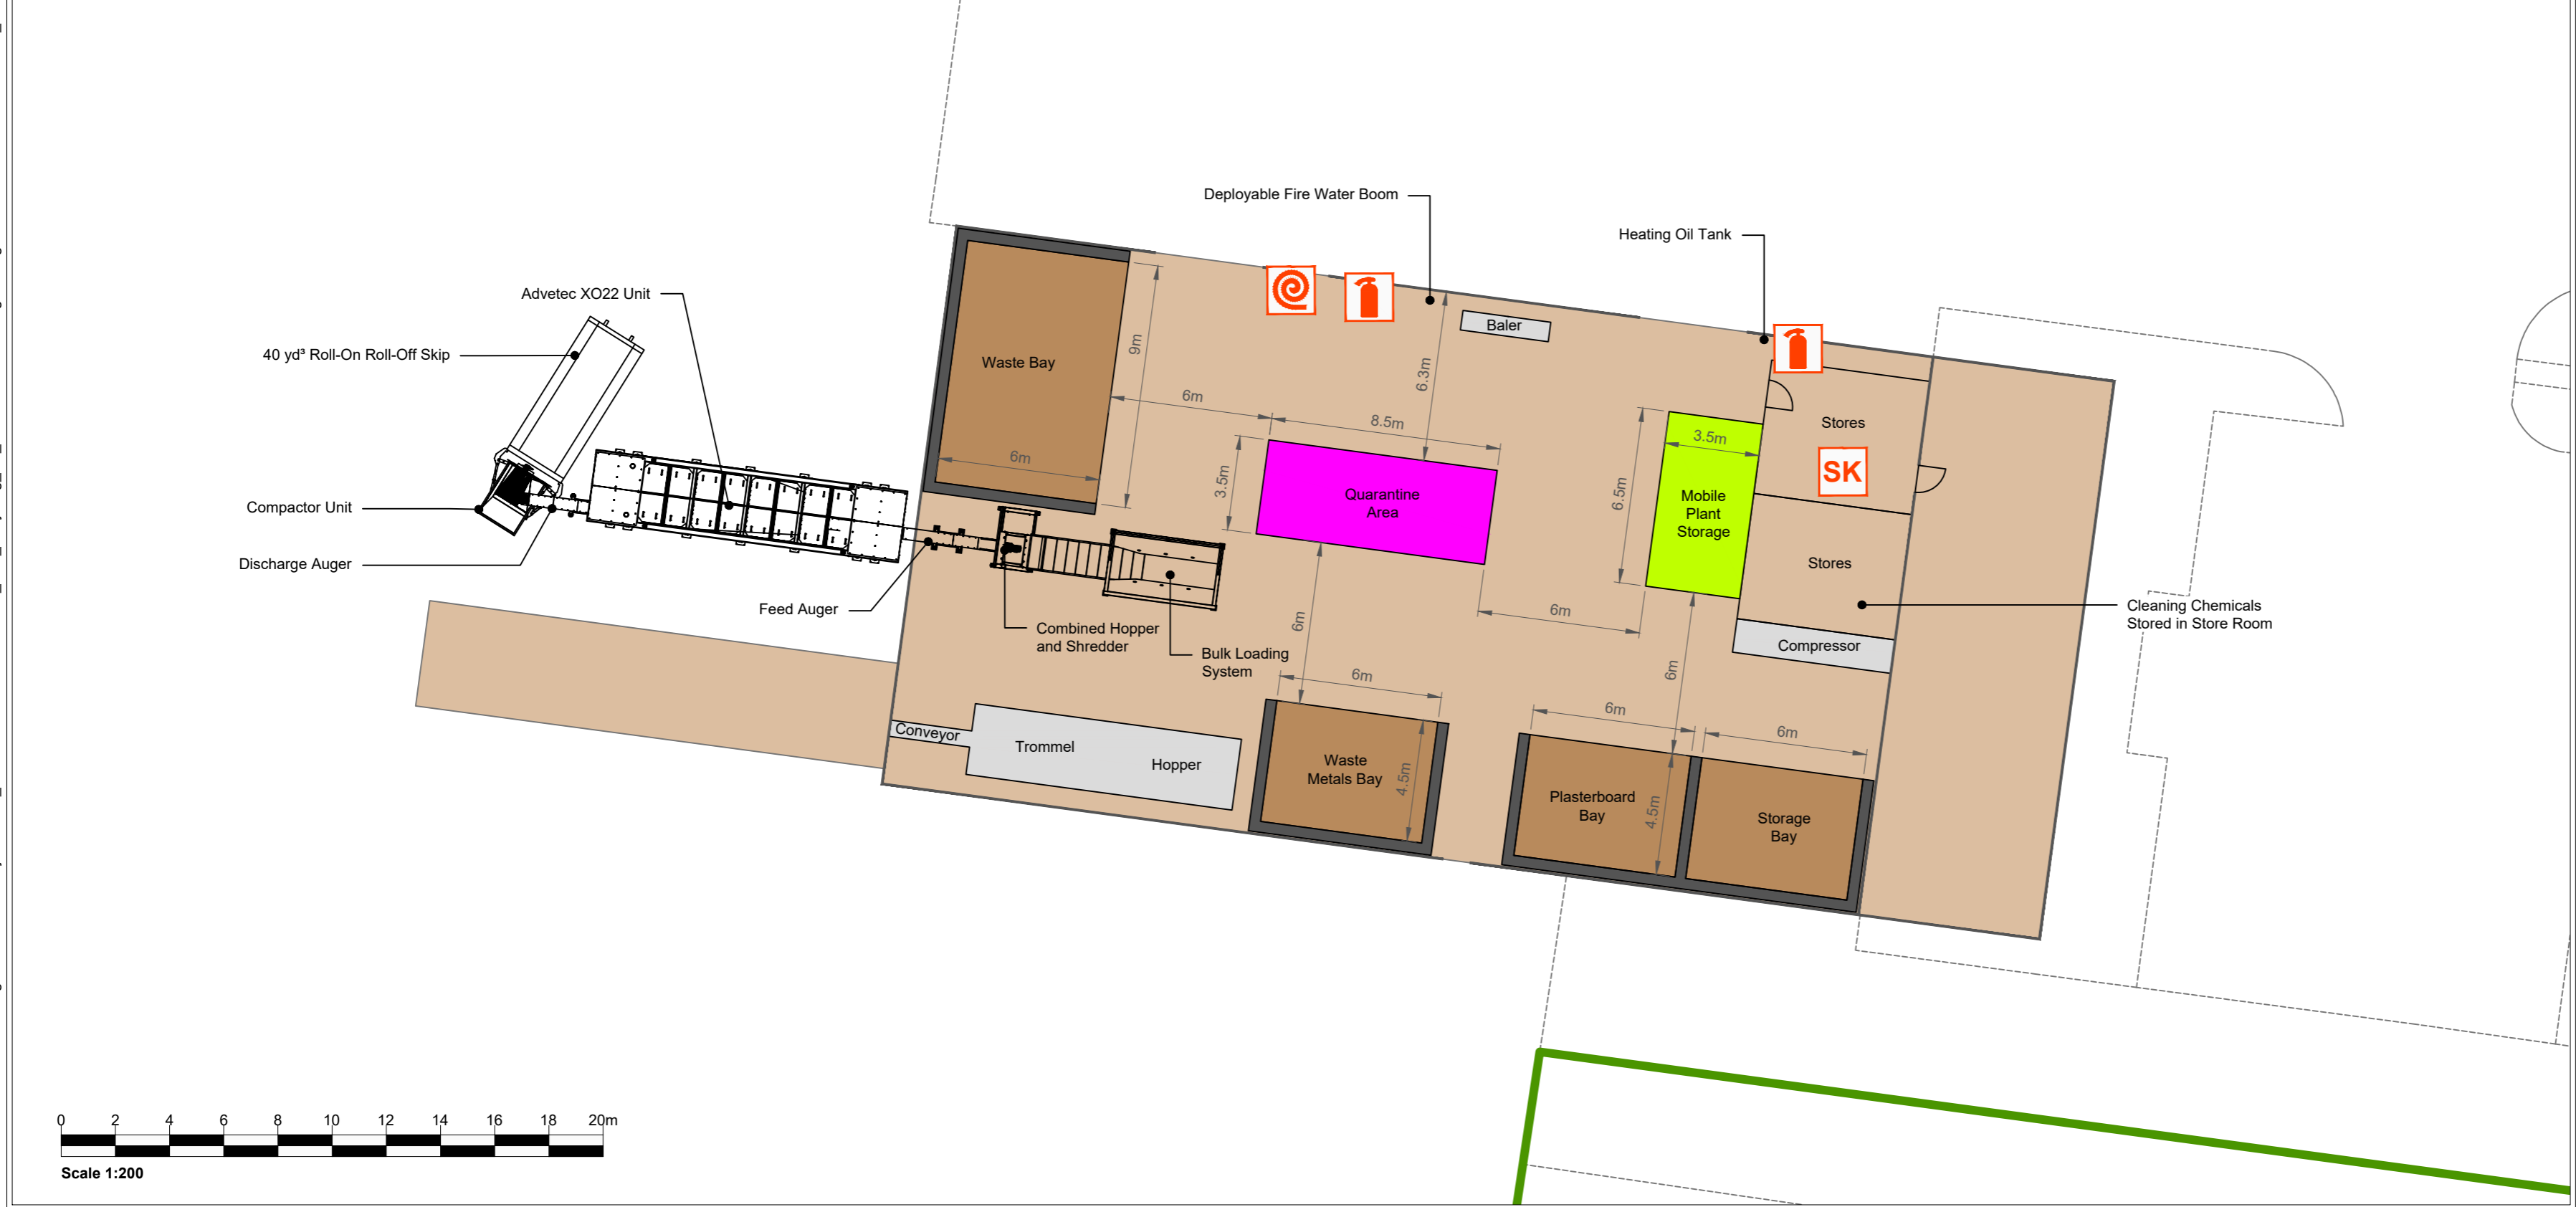 Deployable Fire Water Boom
Heating Oil Tank
Advetec XO22 Unit
40 yd³ Roll-On Roll-Off Skip
Baler
Waste Bay
9m
6m
6m
6.3m
8.5m
3.5m
Quarantine
Area
3.5m
6.5m
Mobile
Plant
Storage
Stores
SK
Stores
Compactor Unit
Discharge Auger
Feed Auger
Combined Hopper
and Shredder
Bulk Loading
System
6m
6m
6m
Cleaning Chemicals
Stored in Store Room
Compressor
6m
6m
6m
Conveyor
Trommel
Hopper
Waste
Metals Bay
4.5m
Plasterboard
Bay
4.5m
Storage
Bay
0 2 4 6 8 10 12 14 16 18 20m
Scale 1:200